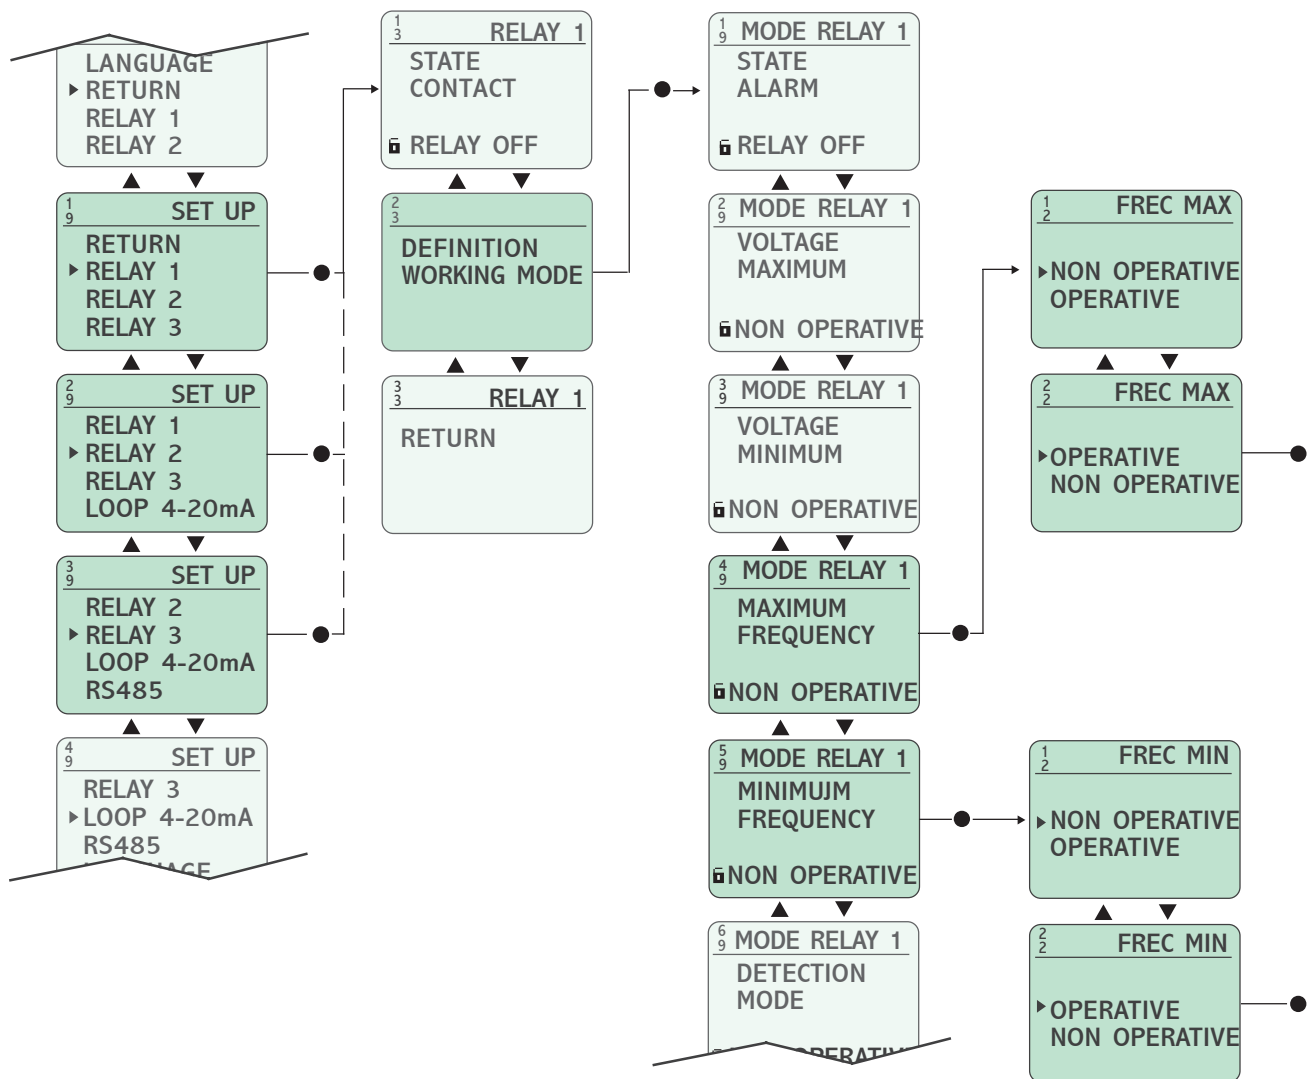 LANGUAGE
RETURN
RELAY 1
RELAY 2
1
9
SET UP
RETURN
RELAY 1
RELAY 2
RELAY 3
2
9
SET UP
RELAY 1
RELAY 2
RELAY 3
LOOP 4-20mA
3
9
SET UP
RELAY 2
RELAY 3
LOOP 4-20mA
RS485
4
9
SET UP
RELAY 3
LOOP 4-20mA
RS485
1
3
RELAY 1
STATE
CONTACT
RELAY OFF
2
3
DEFINITION
WORKING MODE
3
3
RELAY 1
RETURN
1
9
MODE RELAY 1
STATE
ALARM
RELAY OFF
2
9
MODE RELAY 1
VOLTAGE
MAXIMUM
NON OPERATIVE
3
9
MODE RELAY 1
VOLTAGE
MINIMUM
NON OPERATIVE
4
9
MODE RELAY 1
MAXIMUM
FREQUENCY
NON OPERATIVE
5
9
MODE RELAY 1
MINIMUJM
FREQUENCY
NON OPERATIVE
6
9
MODE RELAY 1
DETECTION
MODE
1
2
FREC MAX
NON OPERATIVE
OPERATIVE
2
2
FREC MAX
OPERATIVE
NON OPERATIVE
1
2
FREC MIN
NON OPERATIVE
OPERATIVE
2
2
FREC MIN
OPERATIVE
NON OPERATIVE